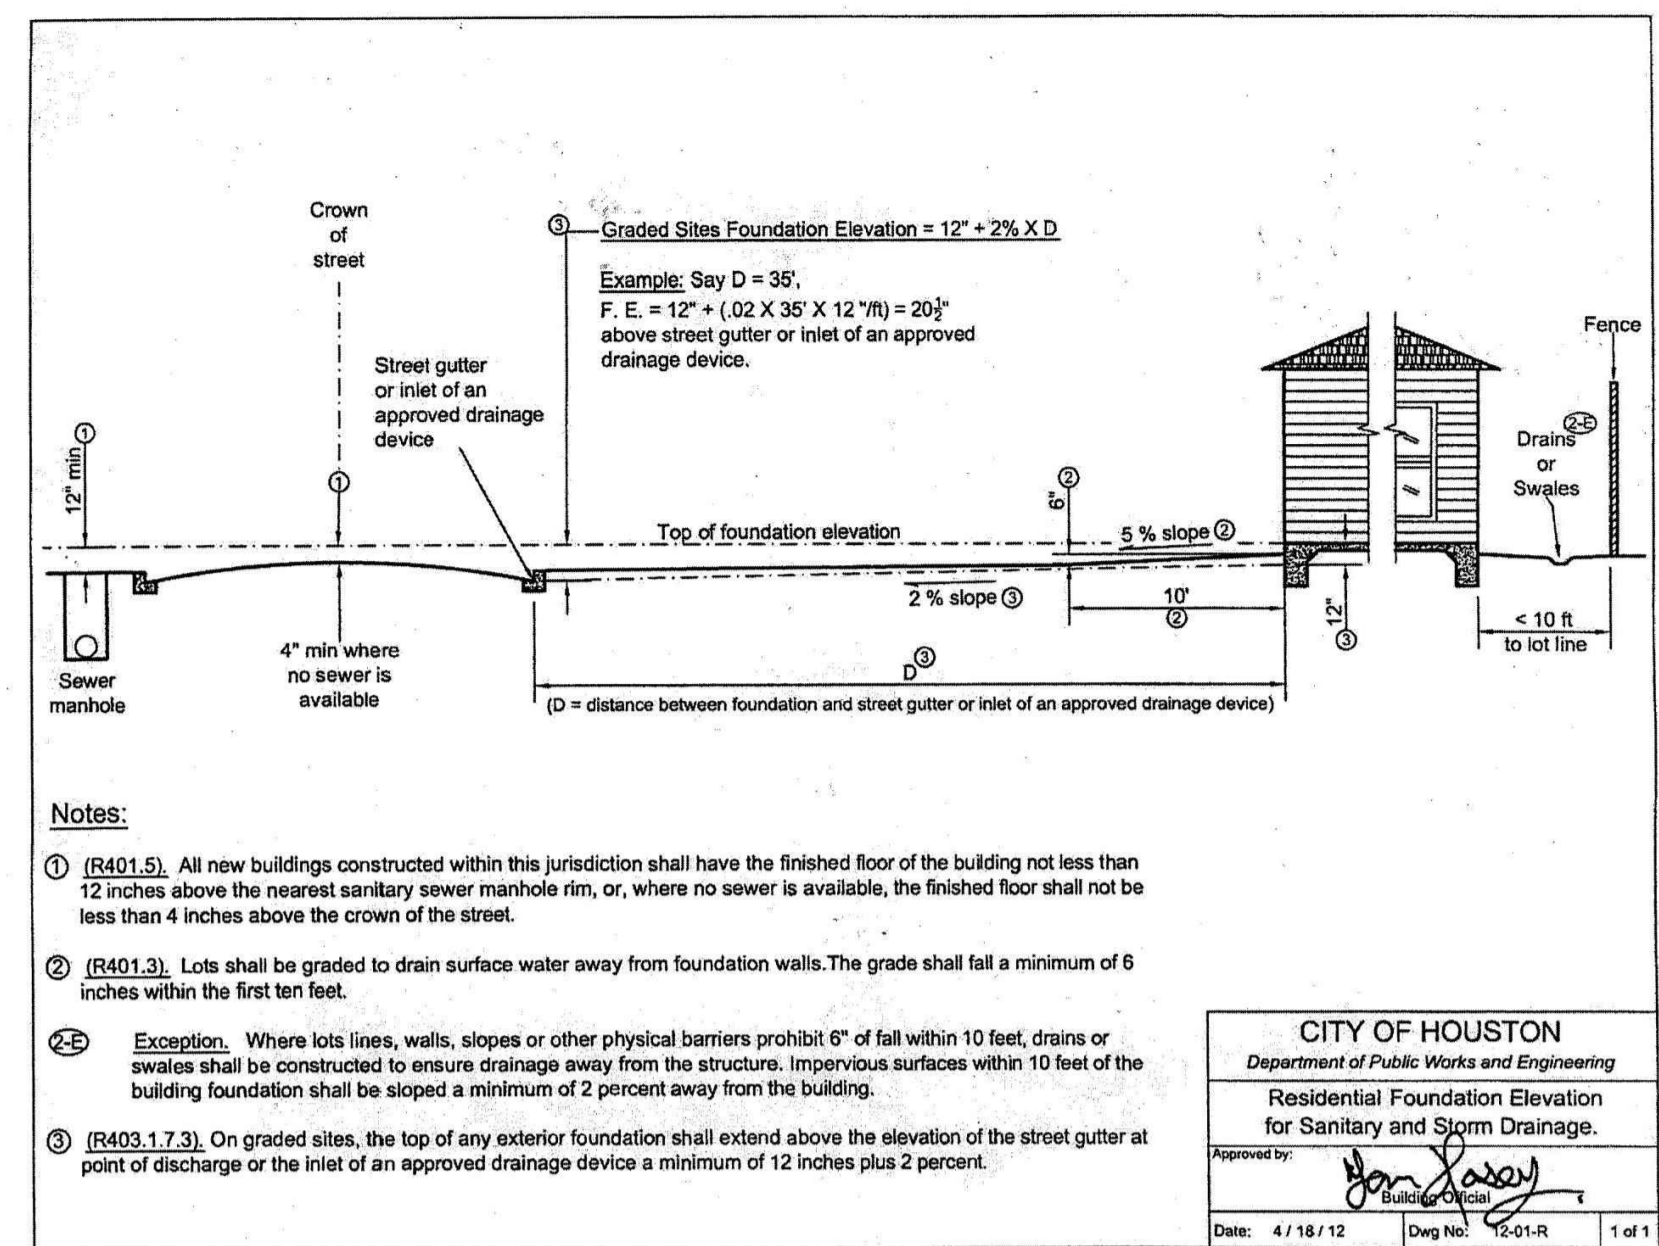 Crown
of
street
③ Graded Sites Foundation Elevation = 12" + 2% X D
Example: Say D = 35',
F. E. = 12" + (.02 X 35' X 12 "/ft) = 20½"
above street gutter or inlet of an approved
drainage device.
Street gutter
or inlet of an
approved drainage
device
Fence
2-E
Drains
or
Swales
12" min ①
①
6" ②
Top of foundation elevation
5 % slope ②
2 % slope ③
10'
②
12" ③
< 10 ft
to lot line
4" min where
no sewer is
available
Sewer
manhole
D ③
(D = distance between foundation and street gutter or inlet of an approved drainage device)
Notes:
① (R401.5). All new buildings constructed within this jurisdiction shall have the finished floor of the building not less than
12 inches above the nearest sanitary sewer manhole rim, or, where no sewer is available, the finished floor shall not be
less than 4 inches above the crown of the street.
② (R401.3). Lots shall be graded to drain surface water away from foundation walls.The grade shall fall a minimum of 6
inches within the first ten feet.
2-E Exception. Where lots lines, walls, slopes or other physical barriers prohibit 6" of fall within 10 feet, drains or
swales shall be constructed to ensure drainage away from the structure. Impervious surfaces within 10 feet of the
building foundation shall be sloped a minimum of 2 percent away from the building.
③ (R403.1.7.3). On graded sites, the top of any exterior foundation shall extend above the elevation of the street gutter at
point of discharge or the inlet of an approved drainage device a minimum of 12 inches plus 2 percent.
CITY OF HOUSTON
Department of Public Works and Engineering
Residential Foundation Elevation
for Sanitary and Storm Drainage.
Approved by:
Building Official
Date: 4 / 18 / 12
Dwg No: 12-01-R
1 of 1